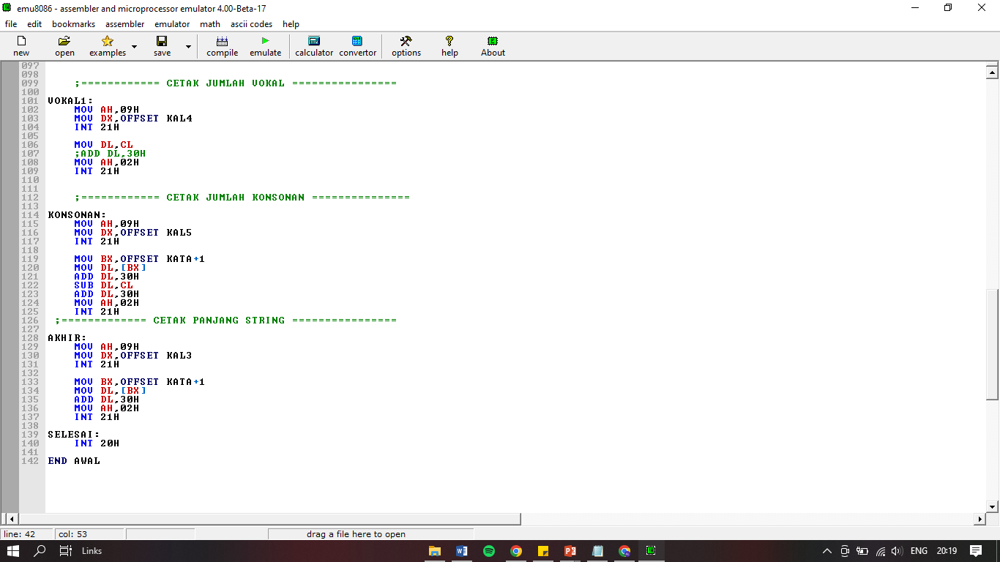 emu8086 - assembler and microprocessor emulator 4.00-Beta-17
file edit bookmarks assembler emulator math ascii codes help
new open examples save compile emulate calculator convertor options help About
097
098
099 ;============ CETAK JUMLAH VOKAL ================
100
101 VOKAL1:
102 MOV AH,09H
103 MOV DX,OFFSET KAL4
104 INT 21H
105
106 MOV DL,CL
107 ;ADD DL,30H
108 MOV AH,02H
109 INT 21H
110
111
112 ;============ CETAK JUMLAH KONSONAN ===============
113
114 KONSONAN:
115 MOV AH,09H
116 MOV DX,OFFSET KAL5
117 INT 21H
118
119 MOV BX,OFFSET KATA+1
120 MOV DL,[BX]
121 ADD DL,30H
122 SUB DL,CL
123 ADD DL,30H
124 MOV AH,02H
125 INT 21H
126 ;============= CETAK PANJANG STRING ================
127
128 AKHIR:
129 MOV AH,09H
130 MOV DX,OFFSET KAL3
131 INT 21H
132
133 MOV BX,OFFSET KATA+1
134 MOV DL,[BX]
135 ADD DL,30H
136 MOV AH,02H
137 INT 21H
138
139 SELESAI:
140 INT 20H
141
142 END AWAL
line: 42 col: 53 drag a file here to open
Links ENG 20:19